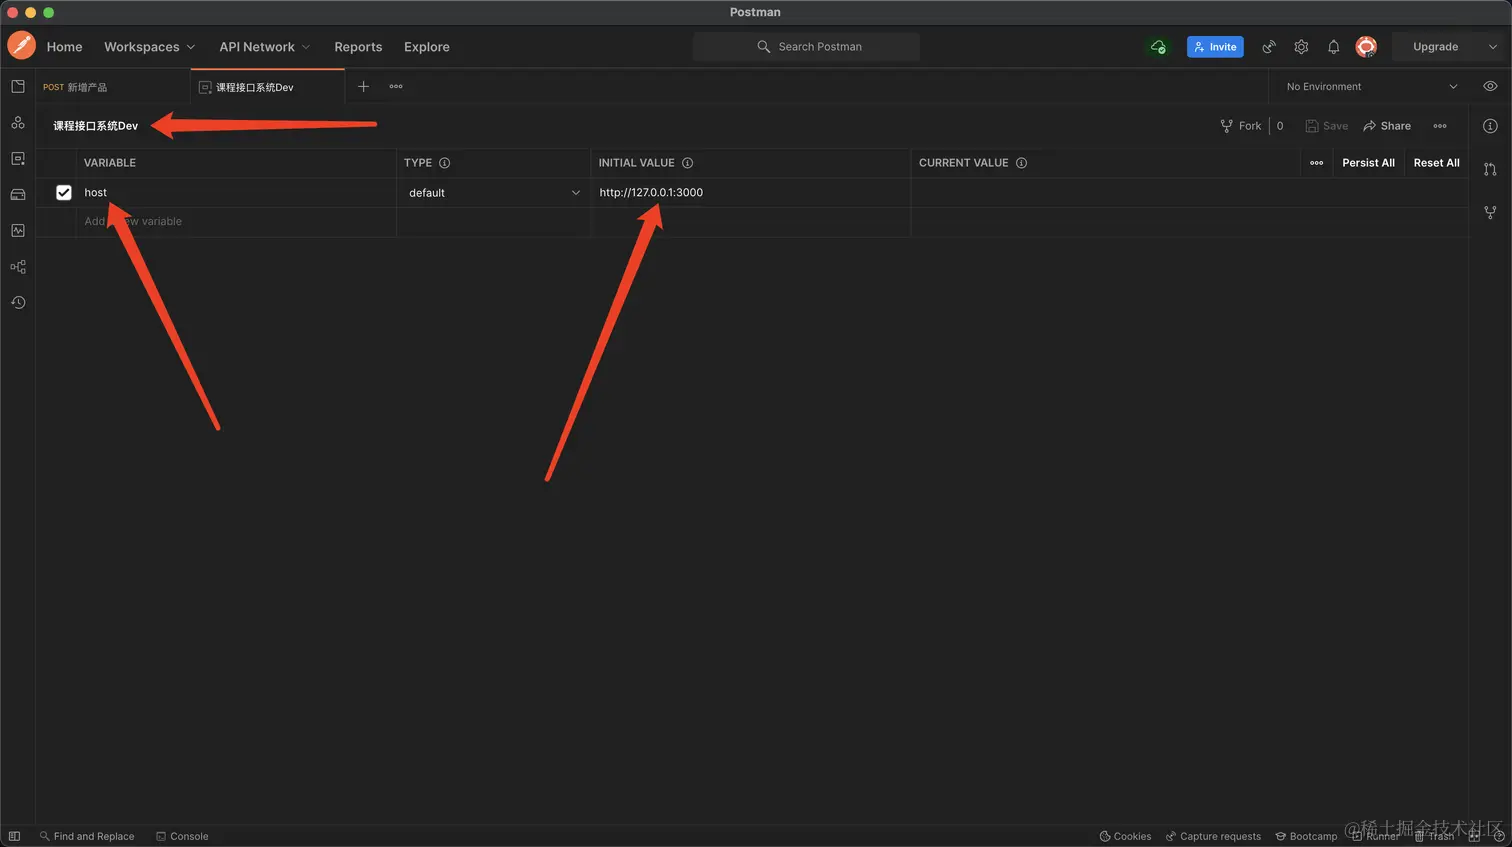 Postman
Home Workspaces API Network Reports Explore Search Postman Invite Upgrade
POST 新增产品 课程接口系统Dev No Environment
课程接口系统Dev Fork 0 Save Share
VARIABLE TYPE INITIAL VALUE CURRENT VALUE Persist All Reset All
host default http://127.0.0.1:3000
Add new variable
Find and Replace Console Cookies Capture requests Bootcamp Runner Trash
@稀土掘金技术社区